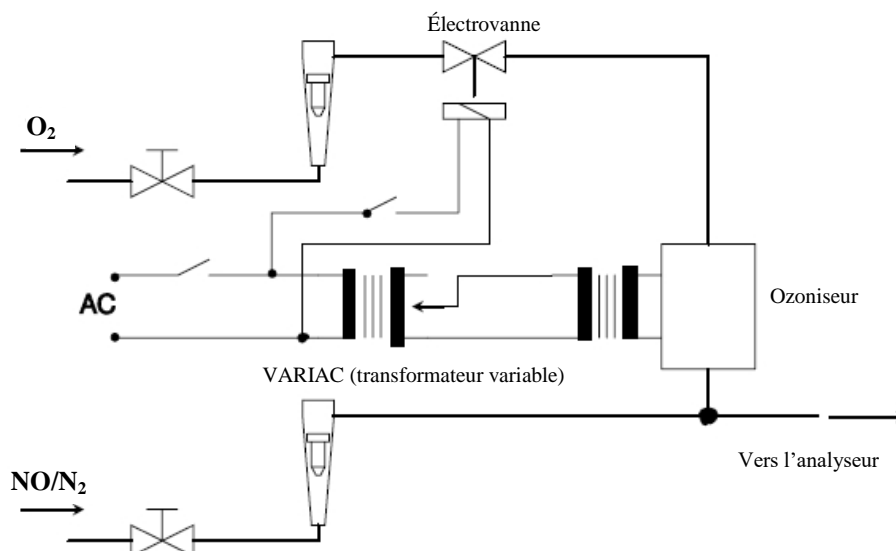 Électrovanne
O₂
AC
Ozoniseur
VARIAC (transformateur variable)
NO/N₂
Vers l’analyseur